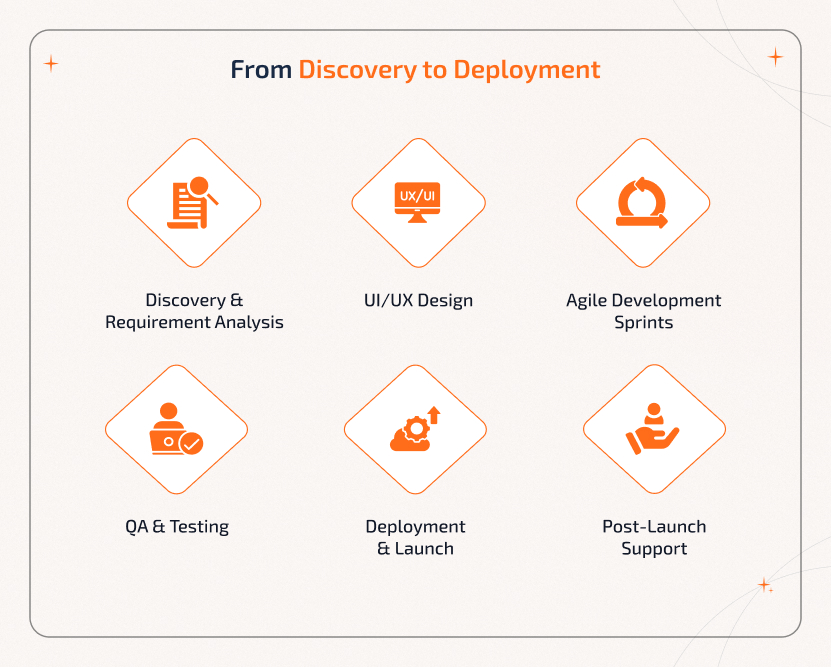 From Discovery to Deployment
UX/UI
Discovery &
Requirement Analysis
UI/UX Design
Agile Development
Sprints
QA & Testing
Deployment
& Launch
Post-Launch
Support